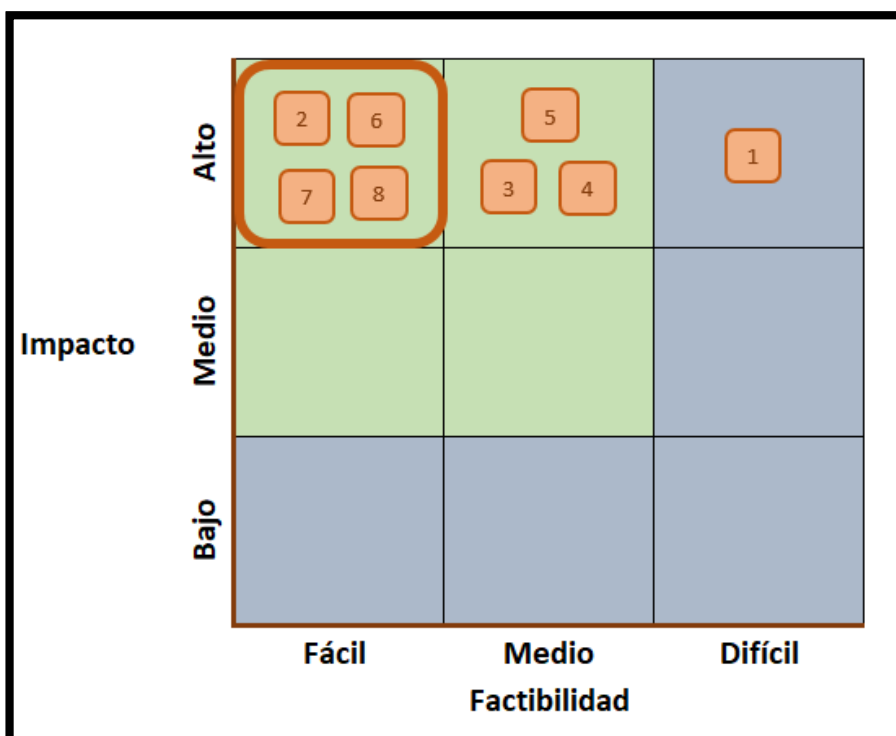 Alto
2
6
7
8
5
3
4
1
Impacto
Medio
Bajo
Fácil
Medio
Difícil
Factibilidad